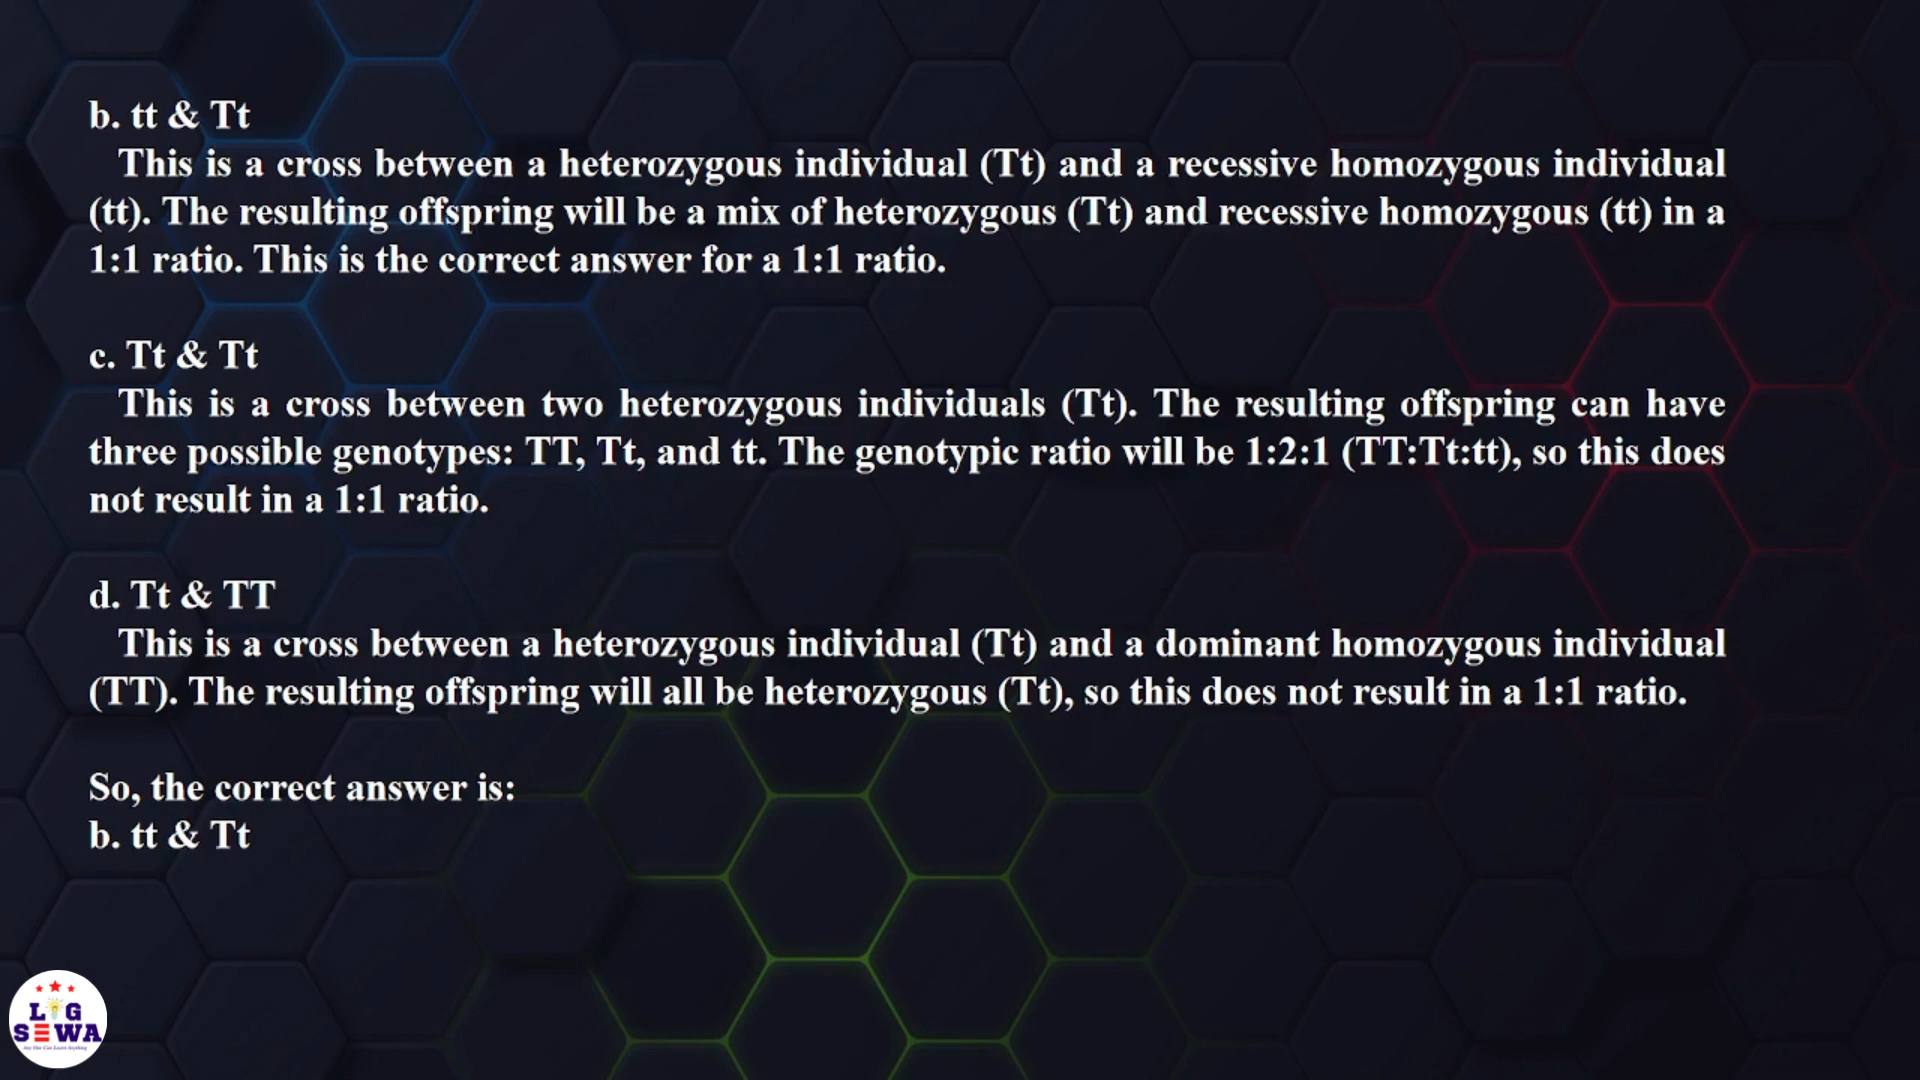 b. tt & Tt
This is a cross between a heterozygous individual (Tt) and a recessive homozygous individual
(tt). The resulting offspring will be a mix of heterozygous (Tt) and recessive homozygous (tt) in a
1:1 ratio. This is the correct answer for a 1:1 ratio.
c. Tt & Tt
This is a cross between two heterozygous individuals (Tt). The resulting offspring can have
three possible genotypes: TT, Tt, and tt. The genotypic ratio will be 1:2:1 (TT:Tt:tt), so this does
not result in a 1:1 ratio.
d. Tt & TT
This is a cross between a heterozygous individual (Tt) and a dominant homozygous individual
(TT). The resulting offspring will all be heterozygous (Tt), so this does not result in a 1:1 ratio.
So, the correct answer is:
b. tt & Tt
L G
SEWA
Any One Can Learn Anything